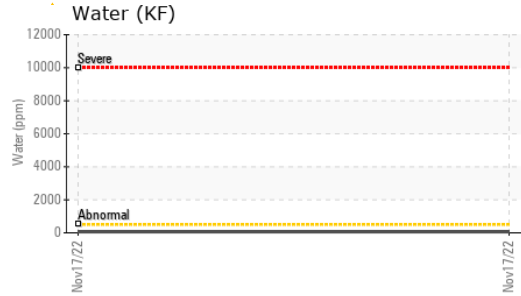 Water (KF)
12000
Severe
10000
8000
6000
4000
2000
Abnormal
0
Water (ppm)
Nov17/22
Nov17/22